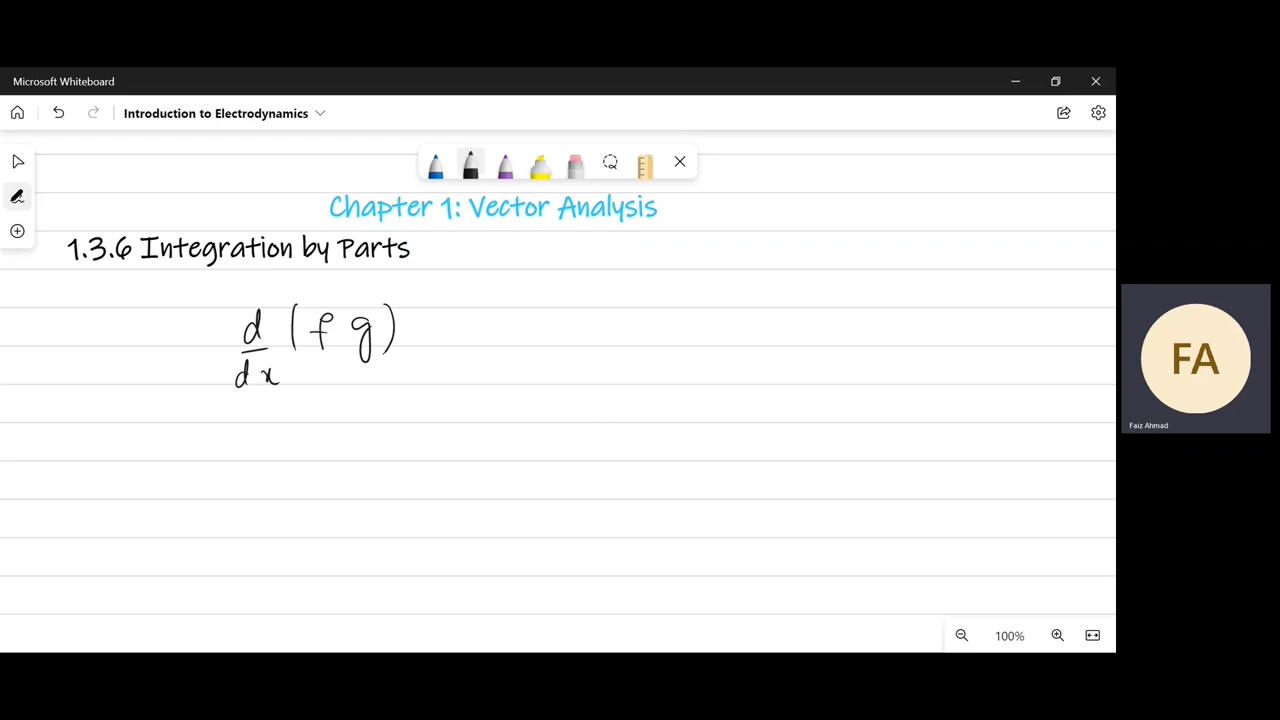 Microsoft Whiteboard
Introduction to Electrodynamics
Chapter 1: Vector Analysis
1.3.6 Integration by Parts
d/dx (f g)
FA
Faiz Ahmad
100%